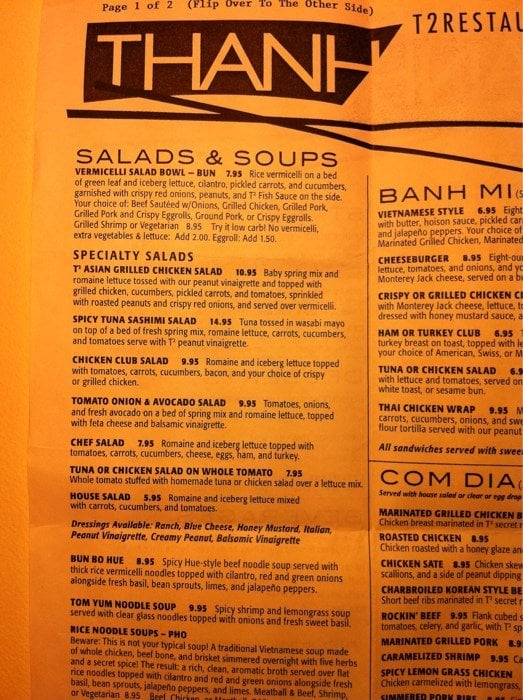 Page 1 of 2 (Flip Over To The Other Side)
THANH
T2RESTAU
SALADS & SOUPS
VERMICELLI SALAD BOWL – BUN 7.95 Rice vermicelli on a bed
of green leaf and iceberg lettuce, cilantro, pickled carrots, and cucumbers,
garnished with crispy red onions, peanuts, and T² Fish Sauce on the side.
Your choice of: Beef Sautéed w/Onions, Grilled Chicken, Grilled Pork,
Grilled Pork and Crispy Eggrolls, Ground Pork, or Crispy Eggrolls.
Grilled Shrimp or Vegetarian 8.95 Try it low carb! No vermicelli,
extra vegetables & lettuce: Add 2.00. Eggroll: Add 1.50.
SPECIALTY SALADS
T² ASIAN GRILLED CHICKEN SALAD 10.95 Baby spring mix and
romaine lettuce tossed with our peanut vinaigrette and topped with
grilled chicken, cucumbers, pickled carrots, and tomatoes, sprinkled
with roasted peanuts and crispy red onions, and served over vermicelli.
SPICY TUNA SASHIMI SALAD 14.95 Tuna tossed in wasabi mayo
on top of a bed of fresh spring mix, romaine lettuce, carrots, cucumbers,
and tomatoes serve with T² peanut vinaigrette.
CHICKEN CLUB SALAD 9.95 Romaine and iceberg lettuce topped
with tomatoes, carrots, cucumbers, bacon, and your choice of crispy
or grilled chicken.
TOMATO ONION & AVOCADO SALAD 9.95 Tomatoes, onions,
and fresh avocado on a bed of spring mix and romaine lettuce, topped
with feta cheese and balsamic vinaigrette.
CHEF SALAD 7.95 Romaine and iceberg lettuce topped with
tomatoes, carrots, cucumbers, cheese, eggs, ham, and turkey.
TUNA OR CHICKEN SALAD ON WHOLE TOMATO 7.95
Whole tomato stuffed with homemade tuna or chicken salad over a lettuce mix.
HOUSE SALAD 5.95 Romaine and iceberg lettuce mixed
with carrots, cucumbers, and tomatoes.
Dressings Available: Ranch, Blue Cheese, Honey Mustard, Italian,
Peanut Vinaigrette, Creamy Peanut, Balsamic Vinaigrette
BUN BO HUE 8.95 Spicy Hue-style beef noodle soup served with
thick rice vermicelli noodles topped with cilantro, red and green onions
alongside fresh basil, bean sprouts, limes, and jalapeño peppers.
TOM YUM NOODLE SOUP 9.95 Spicy shrimp and lemongrass soup
served with clear glass noodles topped with onions and fresh sweet basil.
RICE NOODLE SOUPS – PHO
Beware: This is not your typical soup! A traditional Vietnamese soup made
of whole chicken, beef bone, and brisket simmered overnight with five herbs
and a secret spice! The result: a rich, clean, aromatic broth served over flat
rice noodles topped with cilantro and red and green onions alongside fresh
basil, bean sprouts, jalapeño peppers, and limes. Meatball & Beef, Shrimp,
or Vegetarian 8.95 Beef, Chicken,
BANH MI
VIETNAMESE STYLE 6.95 Eight
with butter, hoison sauce, pickled car
and jalapeño peppers. Your choice of
Marinated Grilled Chicken, Marinated
CHEESEBURGER 8.95 Eight-ou
lettuce, tomatoes, and onions, and yo
Monterey Jack cheese, served on a b
CRISPY OR GRILLED CHICKEN C
with Monterey Jack cheese, lettuce, t
dressed with honey mustard sauce, a
HAM OR TURKEY CLUB 6.95
turkey breast on toast, topped with le
your choice of American, Swiss, or M
TUNA OR CHICKEN SALAD 6.9
with lettuce and tomatoes, served on
white toast, or sesame bun.
THAI CHICKEN WRAP 9.95 M
carrots, cucumbers, onions, and swe
flour tortilla served with our peanut
All sandwiches served with swee
COM DIA
Served with house salad or clear or egg drop
MARINATED GRILLED CHICKEN B
Chicken breast marinated in T² secret r
ROASTED CHICKEN 8.95
Chicken roasted with a honey glaze an
CHICKEN SATE 8.95 Chicken skew
scallions, and a side of peanut dipping
CHARBROILED KOREAN STYLE BE
Short beef ribs marinated in T² secret r
ROCKIN' BEEF 9.95 Flank cubed s
tomatoes, celery, and garlic, with T² sp
MARINATED GRILLED PORK 8.9
CARAMELIZED SHRIMP 9.95 Ca
SPICY LEMON GRASS CHICKEN
Chicken carmelized with lemongrass
SIMMERED PORK RIBS